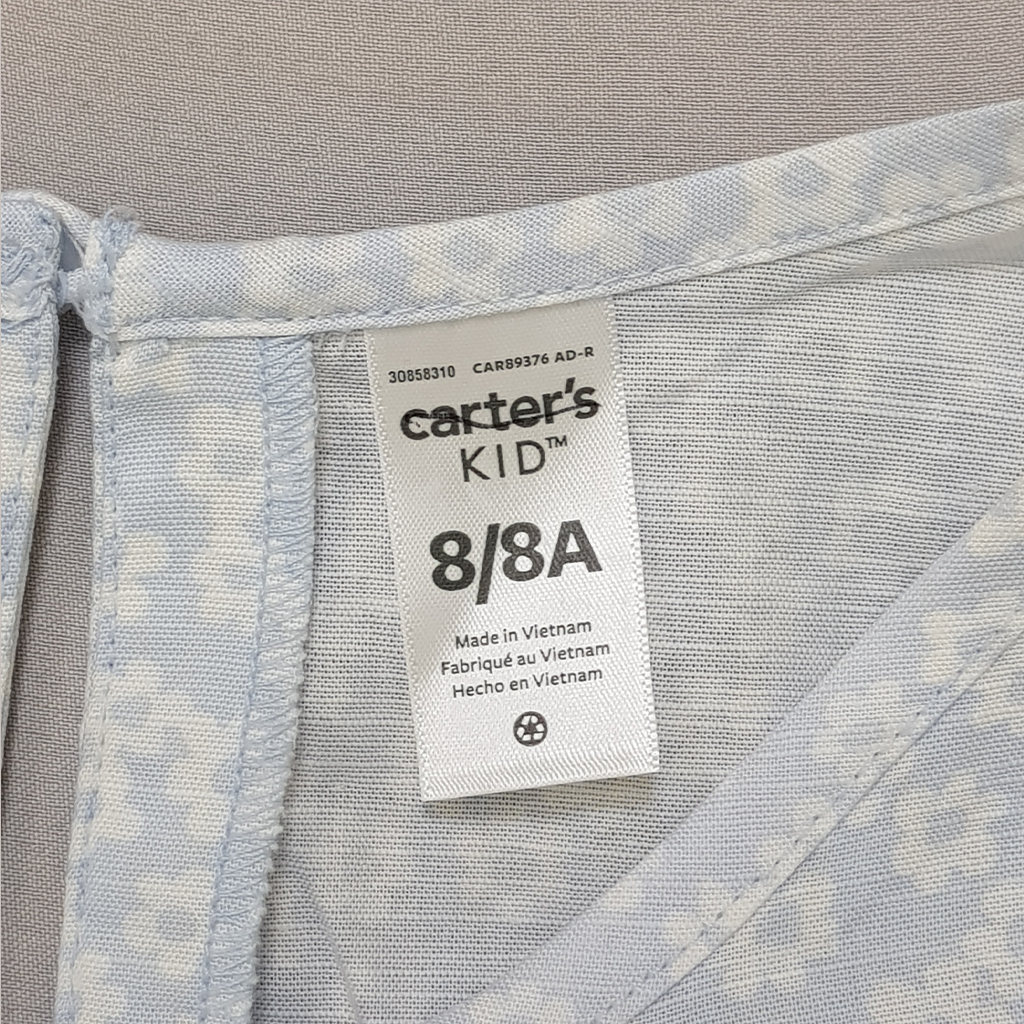 30858310 CAR89376 AD-R
carter's
KID™
8/8A
Made in Vietnam
Fabriqué au Vietnam
Hecho en Vietnam